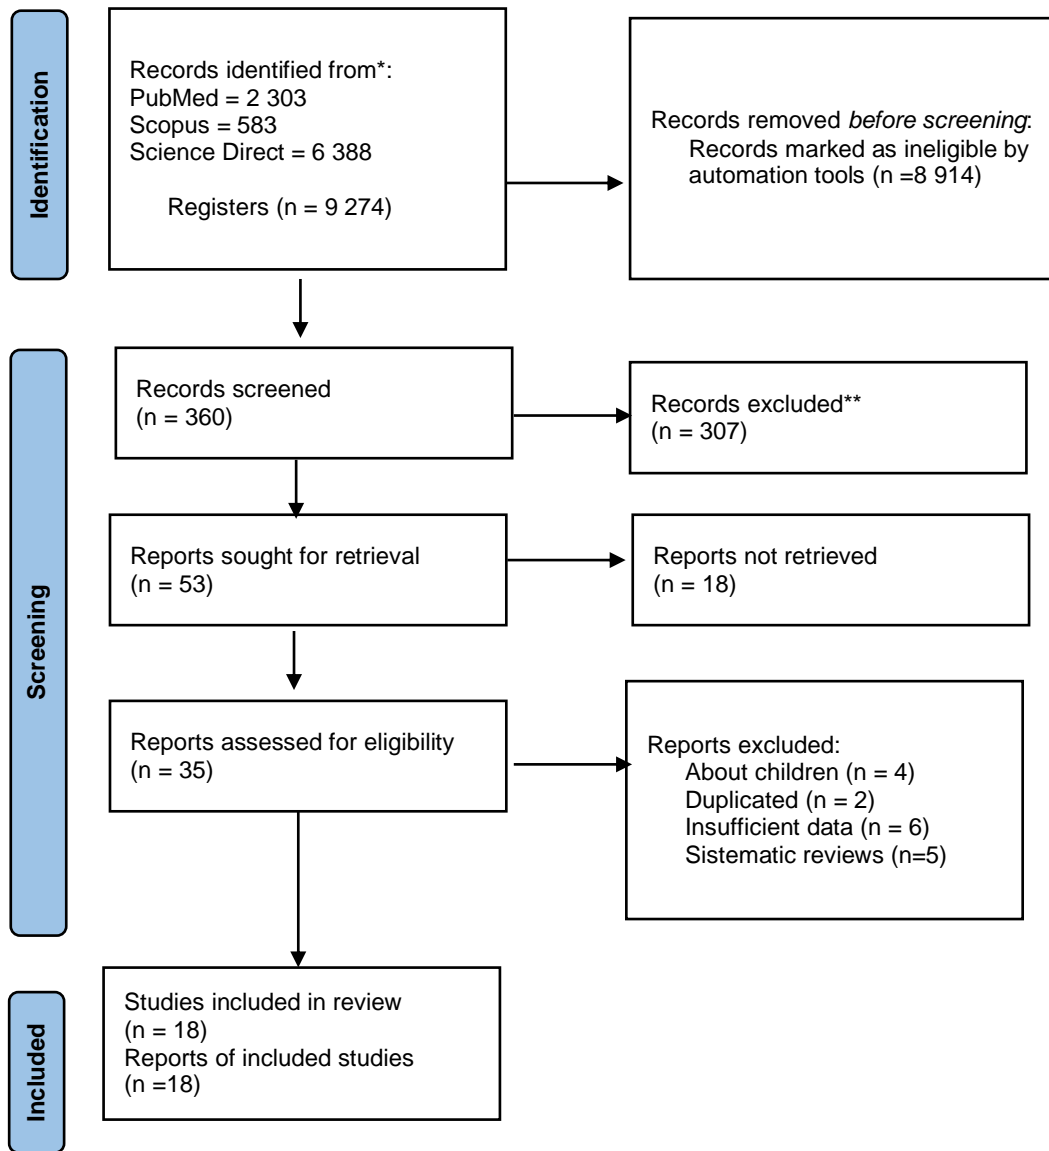 Identification
Records identified from*:
PubMed = 2 303
Scopus = 583
Science Direct = 6 388
Registers (n = 9 274)
Records removed before screening:
Records marked as ineligible by
automation tools (n =8 914)
Screening
Records screened
(n = 360)
Records excluded**
(n = 307)
Reports sought for retrieval
(n = 53)
Reports not retrieved
(n = 18)
Reports assessed for eligibility
(n = 35)
Reports excluded:
About children (n = 4)
Duplicated (n = 2)
Insufficient data (n = 6)
Sistematic reviews (n=5)
Included
Studies included in review
(n = 18)
Reports of included studies
(n =18)